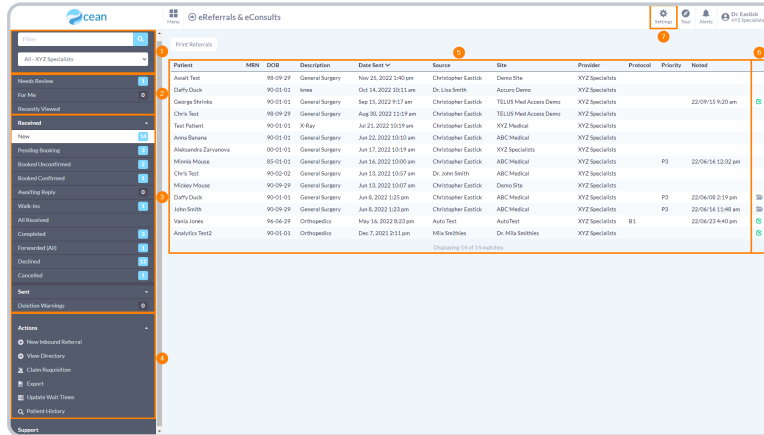 cean
Menu
eReferrals & eConsults
Settings
Tour
Alerts
Dr. Eastick
XYZ Specialists
7
Filter
1
All - XYZ Specialists
Print Referrals
5
6
Patient MRN DOB Description Date Sent Source Site Provider Protocol Priority Noted
Assait Test 98-09-29 General Surgery Nov 25, 2022 1:40 pm Christopher Eastick Demo Site XYZ Specialists
Daffy Duck 90-01-01 knee Oct 14, 2022 10:11 am Dr. Lisa Smith Accuro Demo XYZ Specialists
George Shrinks 90-01-01 General Surgery Sep 15, 2022 9:17 am Christopher Eastick TELUS Med Access Demo XYZ Specialists 22/09/15 9:20 am
Chris Test 98-09-29 General Surgery Aug 30, 2022 11:19 am Christopher Eastick TELUS Med Access Demo XYZ Specialists
Test Patient 90-01-01 X-Ray Jul 21, 2022 10:19 am Christopher Eastick XYZ Medical XYZ Specialists
Anna Banana 90-01-01 General Surgery Jun 22, 2022 10:10 am Christopher Eastick ABC Medical XYZ Specialists
Aleksandra Zaryanova 00-01-01 General Surgery Jun 17, 2022 10:19 am Christopher Eastick XYZ Specialists XYZ Specialists
Minnie Mouse 85-01-01 General Surgery Jun 16, 2022 10:00 am Christopher Eastick ABC Medical XYZ Specialists P3 22/06/16 12:32 pm
Chris Test 90-02-02 General Surgery Jun 13, 2022 10:57 am Dr. John Smith ABC Medical XYZ Specialists
Mickey Mouse 90-09-29 General Surgery Jun 13, 2022 10:07 am Christopher Eastick Demo Site XYZ Specialists
Daffy Duck 90-01-01 General Surgery Jun 8, 2022 1:25 pm Christopher Eastick ABC Medical XYZ Specialists P3 22/06/08 2:19 pm
John Smith 90-09-29 General Surgery Jun 8, 2022 1:23 pm Christopher Eastick ABC Medical XYZ Specialists P3 22/06/16 11:48 am
Vania Jones 96-06-29 Orthopedics May 16, 2022 8:23 pm Auto Test AutoTest XYZ Specialists B1 22/06/23 4:40 pm
Analytics Test2 90-01-01 Orthopedics Dec 7, 2021 2:11 pm Mila Smithies Dr. Mila Smithies XYZ Specialists
Displaying 14 of 14 matches
Needs Review 1
For Me 0
2
Recently Viewed
Received
New 14
Pending Booking
Booked Unconfirmed
Booked Confirmed
Awaiting Reply 0
3
Walk-ins
All Received
Completed
Forwarded (All)
Declined
Cancelled
Sent
Deletion Warnings 0
Actions
New Inbound Referral
View Directory
4
Claim Requisition
Export
Update Wait Times
Patient History
Support